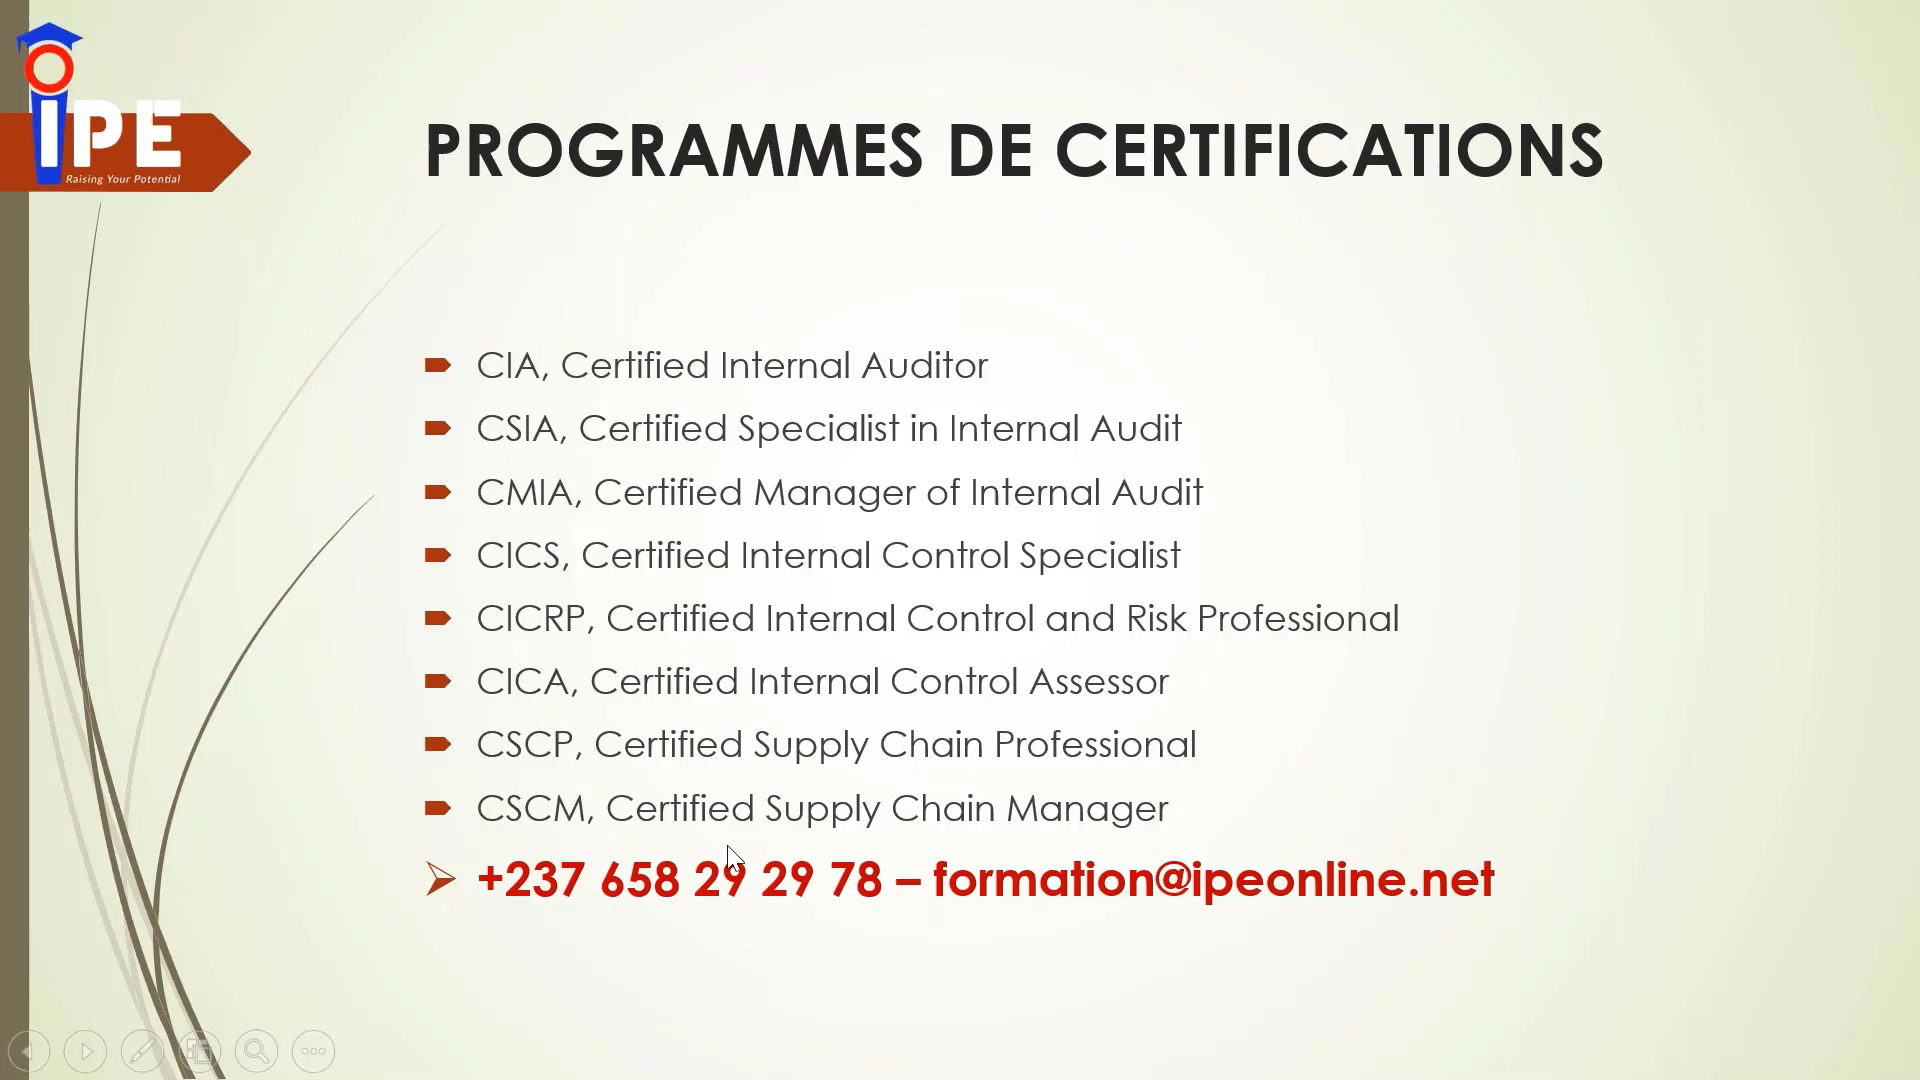 iPE
Raising Your Potential
PROGRAMMES DE CERTIFICATIONS
CIA, Certified Internal Auditor
CSIA, Certified Specialist in Internal Audit
CMIA, Certified Manager of Internal Audit
CICS, Certified Internal Control Specialist
CICRP, Certified Internal Control and Risk Professional
CICA, Certified Internal Control Assessor
CSCP, Certified Supply Chain Professional
CSCM, Certified Supply Chain Manager
+237 658 29 29 78 – formation@ipeonline.net